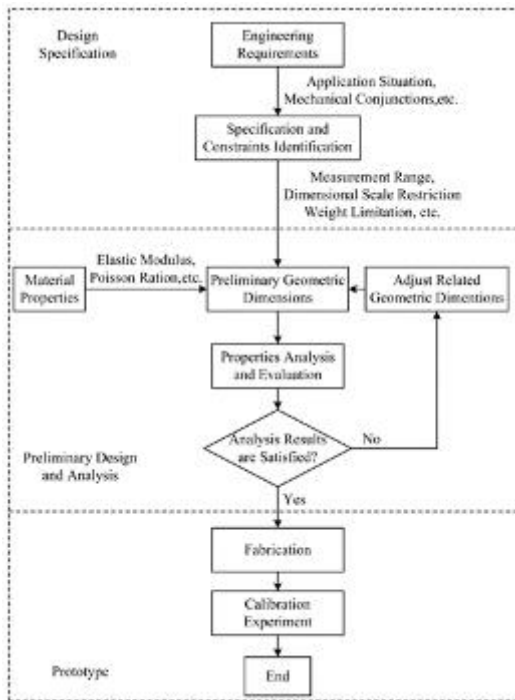 Design
Specification
Engineering
Requirements
Application Situation,
Mechanical Conjunctions,etc.
Specification and
Constraints Identification
Measurement Range,
Dimensional Scale Restriction
Weight Limitation, etc.
Elastic Modulus,
Poisson Ration,etc.
Material
Properties
Preliminary Geometric
Dimensions
Adjust Related
Geometric Dimentions
Properties Analysis
and Evaluation
Analysis Results
are Satisfied?
No
Preliminary Design
and Analysis
Yes
Fabrication
Calibration
Experiment
Prototype
End